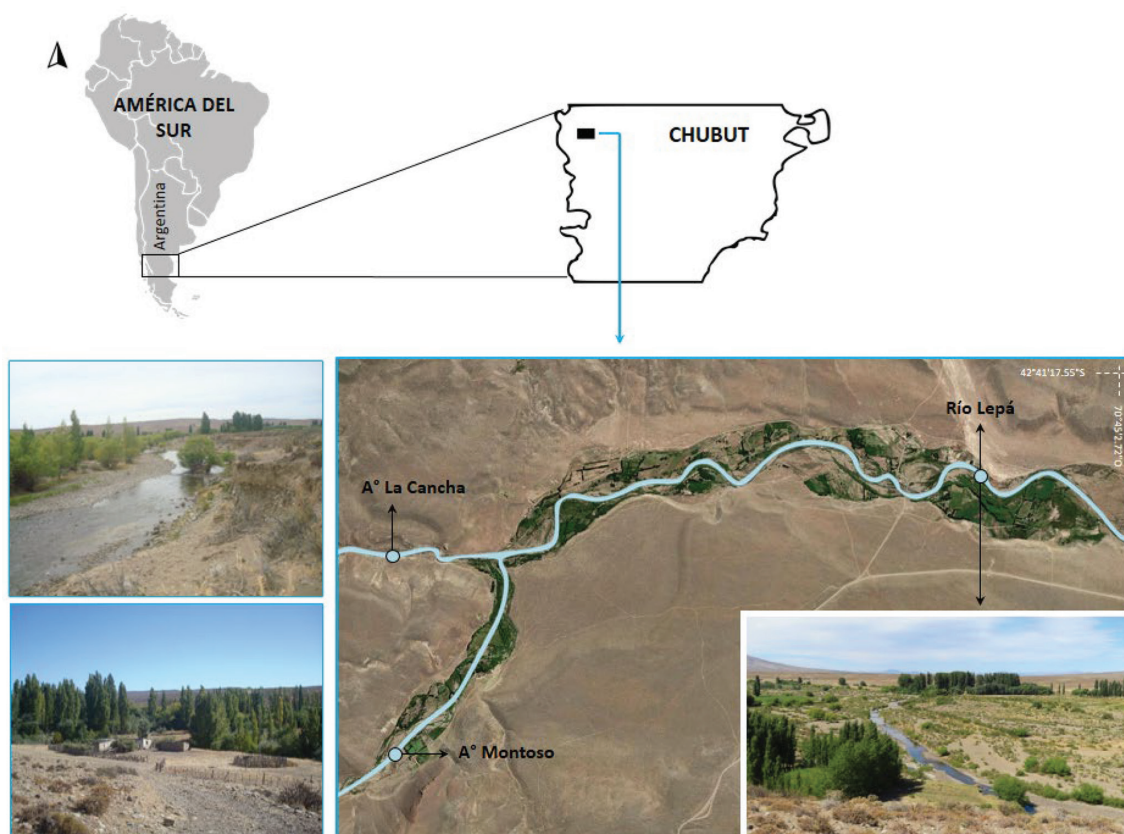 AMÉRICA DEL
SUR
Argentina
CHUBUT
42°41'17.55"S
70°45'2.72"O
Río Lepá
A° La Cancha
A° Montoso